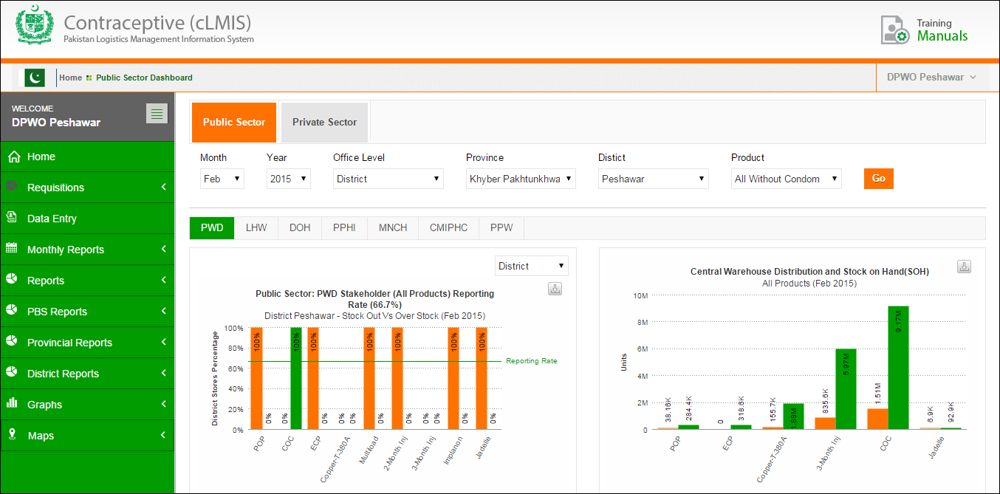 Contraceptive (cLMIS)
Pakistan Logistics Management Information System
Training
Manuals
Home Public Sector Dashboard
DPWO Peshawar
WELCOME
DPWO Peshawar
Home
Requisitions
Data Entry
Monthly Reports
Reports
PBS Reports
Provincial Reports
District Reports
Graphs
Maps
Public Sector Private Sector
Month Year Office Level Province Distict Product
Feb 2015 District Khyber Pakhtunkhwa Peshawar All Without Condom Go
PWD LHW DOH PPHI MNCH CMIPHC PPW
District
Public Sector: PWD Stakeholder (All Products) Reporting
Rate (66.7%)
District Peshawar - Stock Out Vs Over Stock (Feb 2015)
District Stores Percentage
100%
80%
60%
40%
20%
0%
100% 0% 0% 100% 100% 0% 0% 0% 100% 0% 100% 0% 0% 0% 100% 0% 100% 0%
Reporting Rate
POP COC ECP Copper-T-380A Multiload 2-Month Inj 3-Month Inj Implanon Jadelle
Central Warehouse Distribution and Stock on Hand(SOH)
All Products (Feb 2015)
Units
10M
8M
6M
4M
2M
0
38.16K 284.4K 0 318.6K 155.7K 1.88M 835.6K 5.97M 1.51M 9.17M 6.9K 92.9K
POP ECP Copper-T-380A 3-Month Inj COC Jadelle